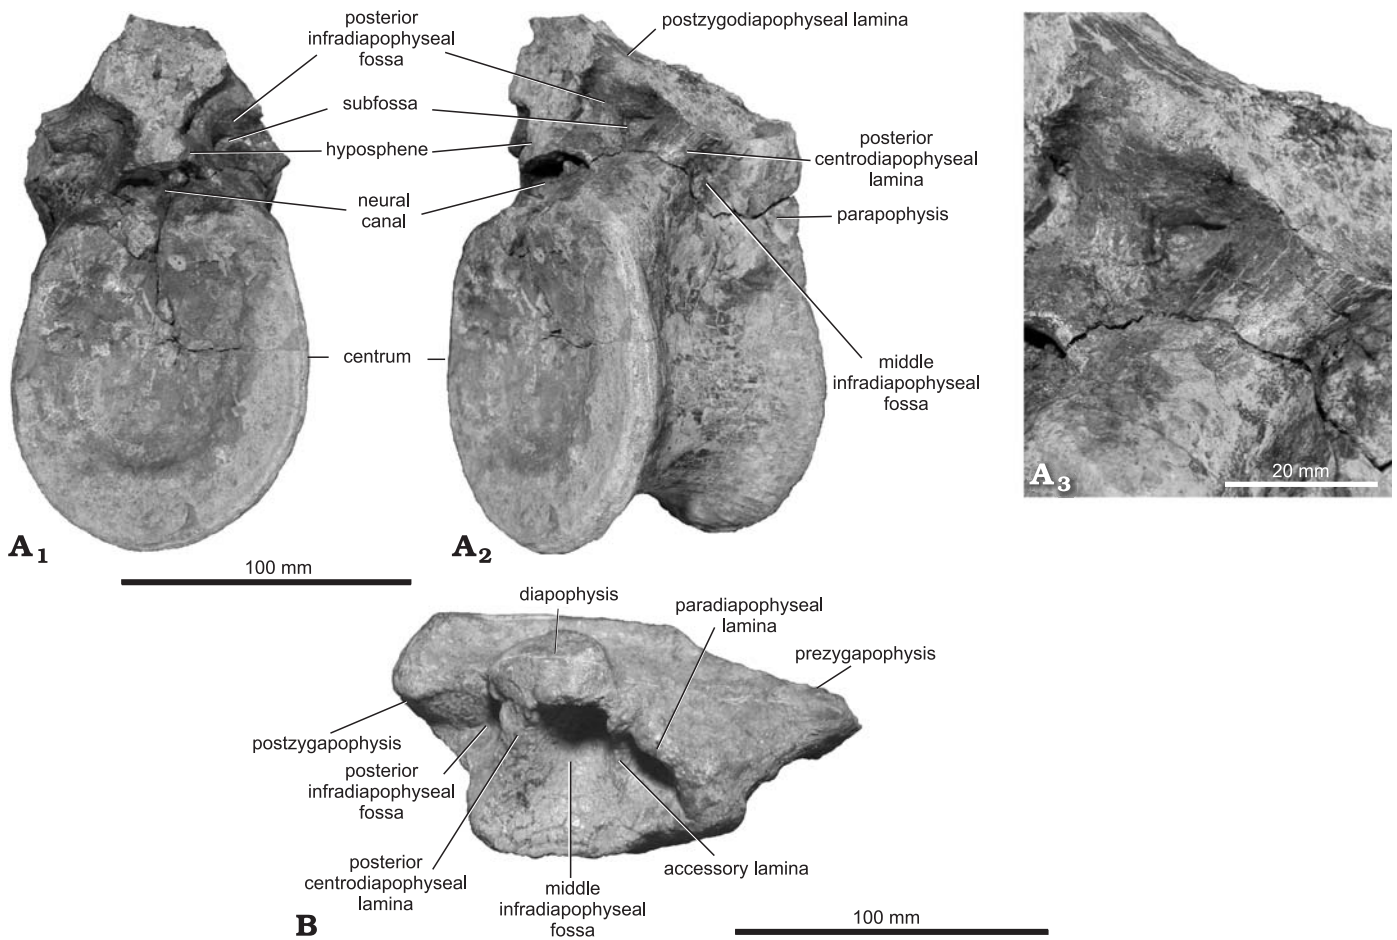 posterior
infradiapophyseal
fossa
subfossa
hyposphene
neural
canal
centrum
postzygodiapophyseal lamina
posterior
centrodiapophyseal
lamina
parapophysis
middle
infradiapophyseal
fossa
A1
A2
A3
20 mm
100 mm
diapophysis
paradiapophyseal
lamina
prezygapophysis
postzygapophysis
posterior
infradiapophyseal
fossa
posterior
centrodiapophyseal
lamina
middle
infradiapophyseal
fossa
accessory lamina
B
100 mm